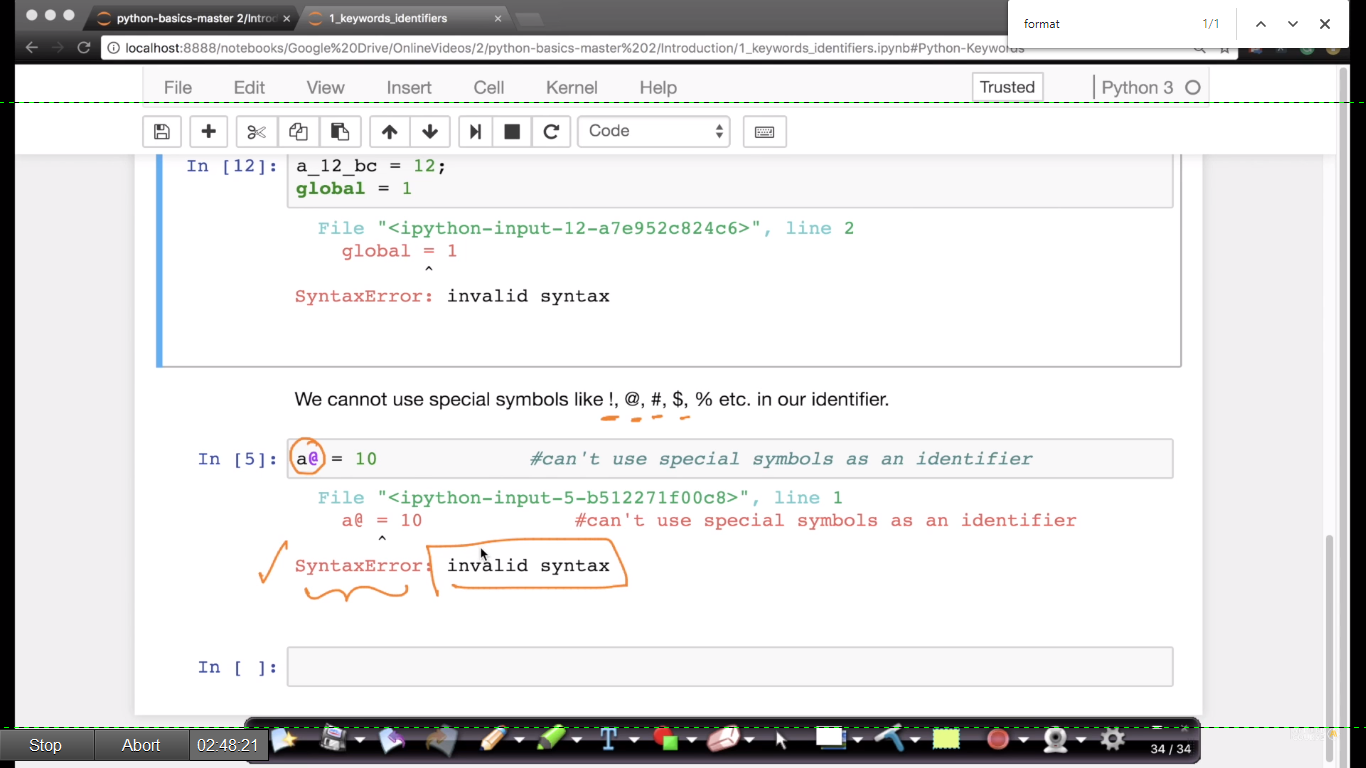 python-basics-master 2/Introd
1_keywords_identifiers
format
1/1
localhost:8888/notebooks/Google%20Drive/OnlineVideos/2/python-basics-master%202/Introduction/1_keywords_identifiers.ipynb#Python-Keywords
File Edit View Insert Cell Kernel Help Trusted Python 3
Code
In [12]: a_12_bc = 12;
global = 1
File "<ipython-input-12-a7e952c824c6>", line 2
global = 1
^
SyntaxError: invalid syntax
We cannot use special symbols like !, @, #, $, % etc. in our identifier.
In [5]: a@ = 10 #can't use special symbols as an identifier
File "<ipython-input-5-b512271f00c8>", line 1
a@ = 10 #can't use special symbols as an identifier
^
SyntaxError: invalid syntax
In [ ]:
Stop Abort 02:48:21
T
34 / 34